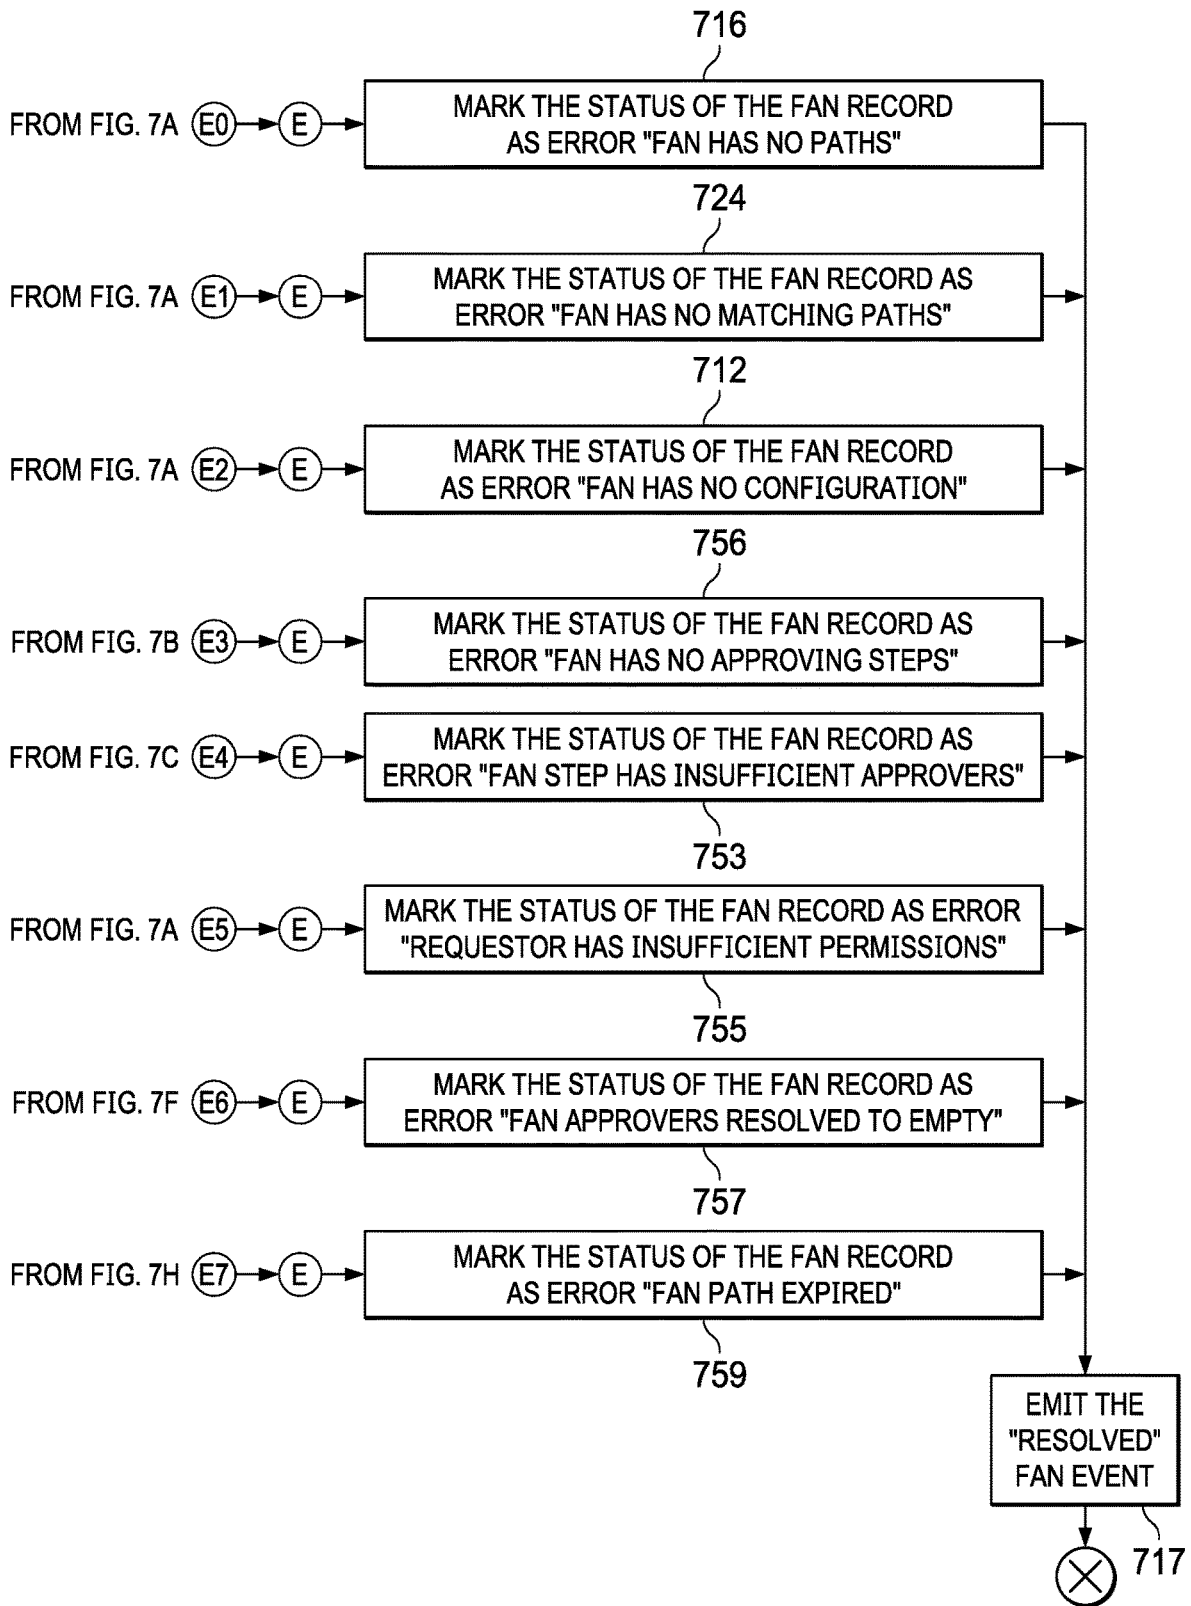 716
FROM FIG. 7A E0 E MARK THE STATUS OF THE FAN RECORD
AS ERROR "FAN HAS NO PATHS"
724
FROM FIG. 7A E1 E MARK THE STATUS OF THE FAN RECORD AS
ERROR "FAN HAS NO MATCHING PATHS"
712
FROM FIG. 7A E2 E MARK THE STATUS OF THE FAN RECORD
AS ERROR "FAN HAS NO CONFIGURATION"
756
FROM FIG. 7B E3 E MARK THE STATUS OF THE FAN RECORD AS
ERROR "FAN HAS NO APPROVING STEPS"
FROM FIG. 7C E4 E MARK THE STATUS OF THE FAN RECORD AS
ERROR "FAN STEP HAS INSUFFICIENT APPROVERS"
753
FROM FIG. 7A E5 E MARK THE STATUS OF THE FAN RECORD AS ERROR
"REQUESTOR HAS INSUFFICIENT PERMISSIONS"
755
FROM FIG. 7F E6 E MARK THE STATUS OF THE FAN RECORD AS
ERROR "FAN APPROVERS RESOLVED TO EMPTY"
757
FROM FIG. 7H E7 E MARK THE STATUS OF THE FAN RECORD
AS ERROR "FAN PATH EXPIRED"
759
EMIT THE
"RESOLVED"
FAN EVENT
717